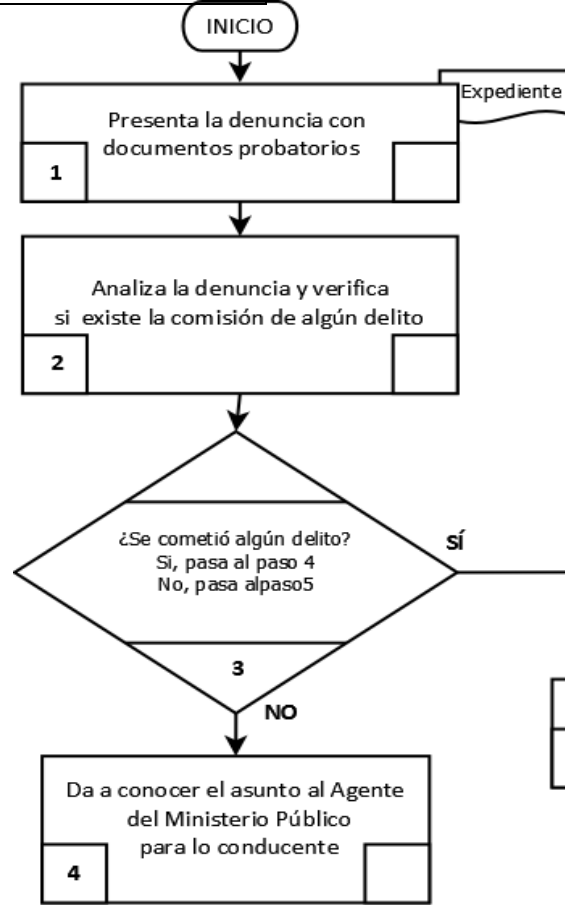 INICIO
Expediente
Presenta la denuncia con
documentos probatorios
1
Analiza la denuncia y verifica
si existe la comisión de algún delito
2
¿Se cometió algún delito?
Si, pasa al paso 4
No, pasa alpaso5
SÍ
3
NO
Da a conocer el asunto al Agente
del Ministerio Público
para lo conducente
4